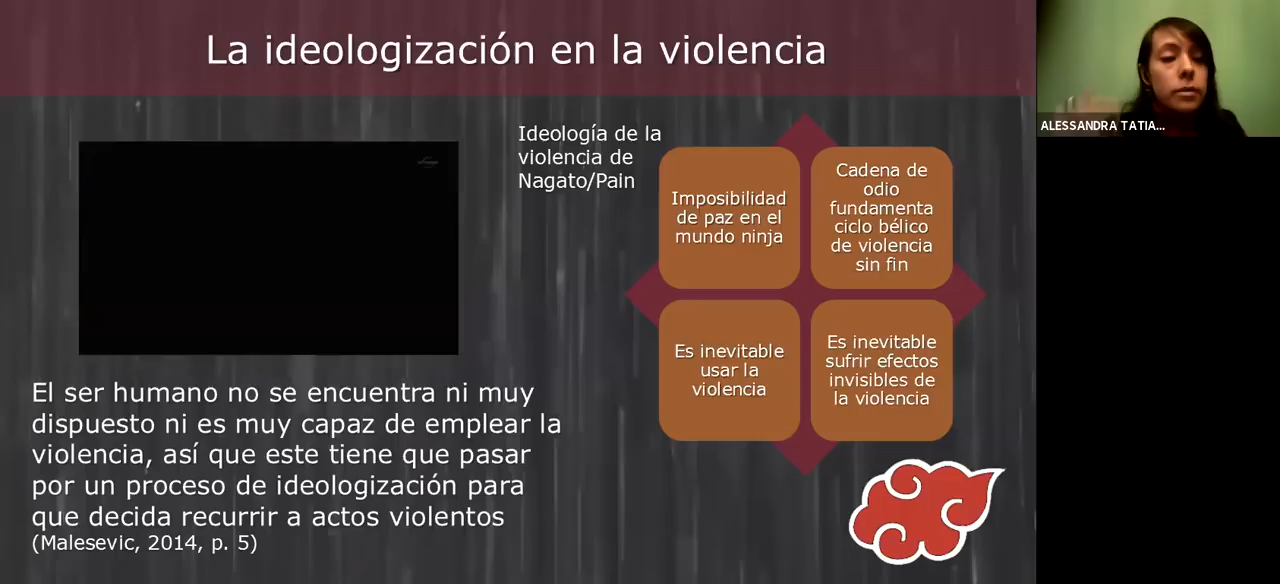 La ideologización en la violencia
Ideología de la
violencia de
Nagato/Pain
Imposibilidad
de paz en el
mundo ninja
Cadena de
odio
fundamenta
ciclo bélico
de violencia
sin fin
Es inevitable
usar la
violencia
Es inevitable
sufrir efectos
invisibles de
la violencia
El ser humano no se encuentra ni muy
dispuesto ni es muy capaz de emplear la
violencia, así que este tiene que pasar
por un proceso de ideologización para
que decida recurrir a actos violentos
(Malesevic, 2014, p. 5)
ALESSANDRA TATIA...